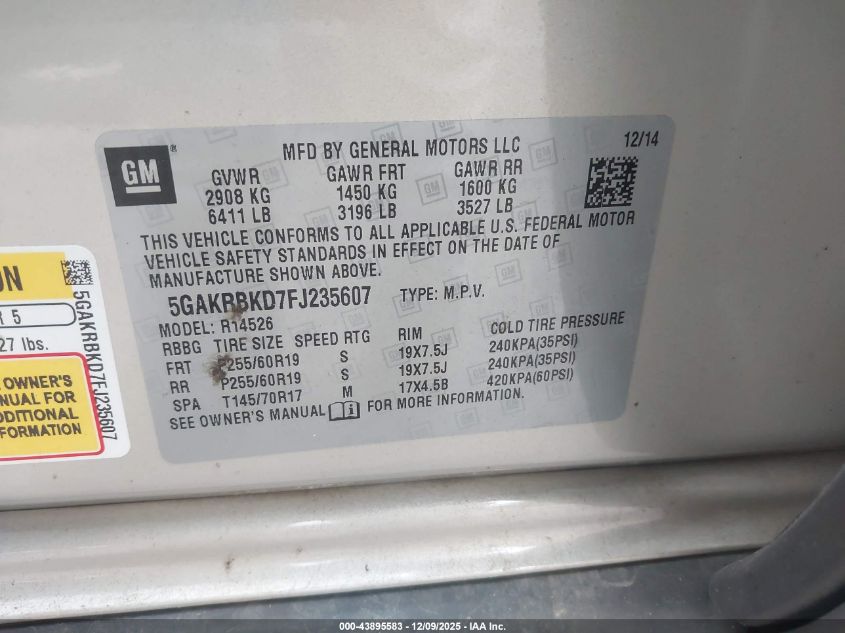 GM
MFD BY GENERAL MOTORS LLC
12/14
GVWR GAWR FRT GAWR RR
2908 KG 1450 KG 1600 KG
6411 LB 3196 LB 3527 LB
THIS VEHICLE CONFORMS TO ALL APPLICABLE U.S. FEDERAL MOTOR
VEHICLE SAFETY STANDARDS IN EFFECT ON THE DATE OF
MANUFACTURE SHOWN ABOVE.
5GAKRBKD7FJ235607 TYPE: M.P.V.
MODEL: R14526
RBBG TIRE SIZE SPEED RTG RIM COLD TIRE PRESSURE
FRT P255/60R19 S 19X7.5J 240KPA(35PSI)
RR P255/60R19 S 19X7.5J 240KPA(35PSI)
SPA T145/70R17 M 17X4.5B 420KPA(60PSI)
SEE OWNER'S MANUAL FOR MORE INFORMATION.
5GAKRBKD7FJ235607
R 5
27 lbs.
OWNER'S
MANUAL FOR
ADDITIONAL
INFORMATION
000-43895583 - 12/09/2025 - IAA Inc.